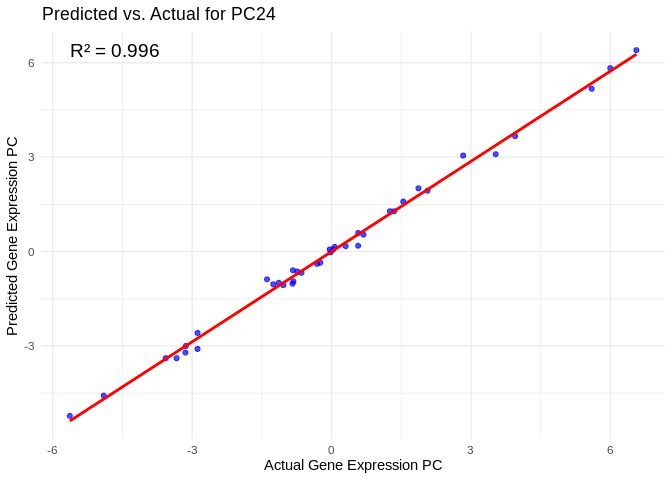 Predicted vs. Actual for PC24
R² = 0.996
6
3
0
-3
Predicted Gene Expression PC
-6
-3
0
3
6
Actual Gene Expression PC